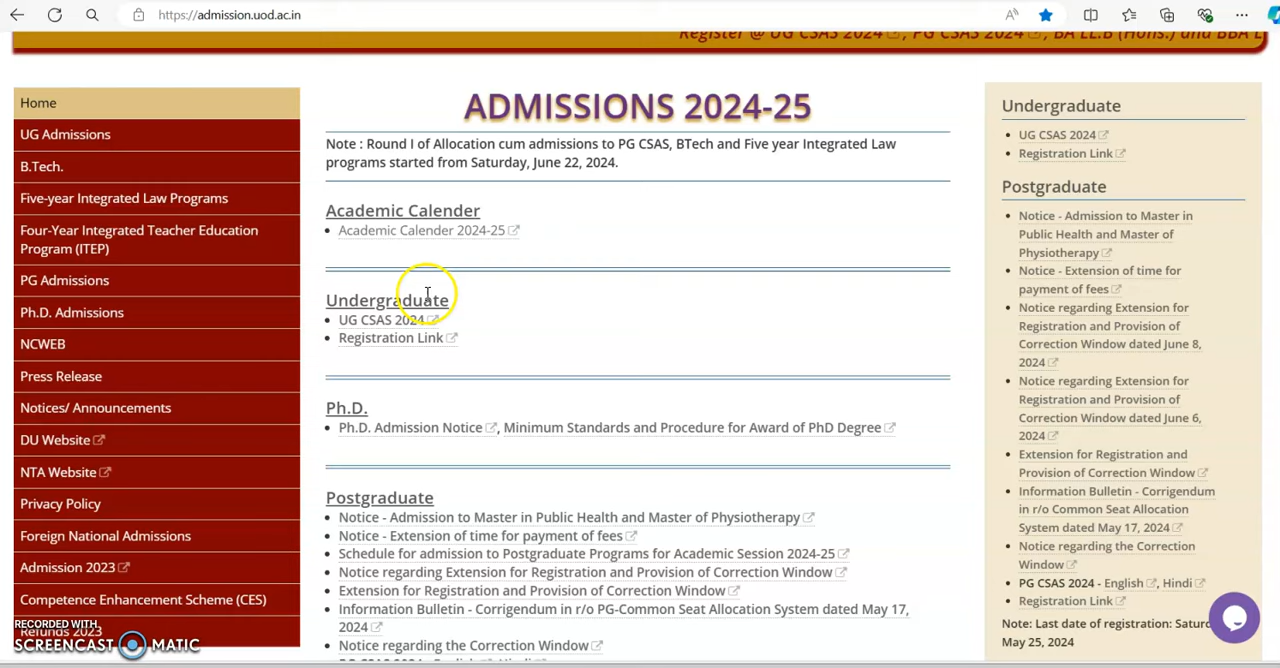 https://admission.uod.ac.in
Register @ UG CSAS 2024 , PG CSAS 2024 , BA LL.B (Hons.) and BBA L
Home
UG Admissions
B.Tech.
Five-year Integrated Law Programs
Four-Year Integrated Teacher Education
Program (ITEP)
PG Admissions
Ph.D. Admissions
NCWEB
Press Release
Notices/ Announcements
DU Website
NTA Website
Privacy Policy
Foreign National Admissions
Admission 2023
Competence Enhancement Scheme (CES)
Refunds 2023
RECORDED WITH
SCREENCAST MATIC
ADMISSIONS 2024-25
Note : Round I of Allocation cum admissions to PG CSAS, BTech and Five year Integrated Law
programs started from Saturday, June 22, 2024.
Academic Calender
Academic Calender 2024-25
Undergraduate
UG CSAS 2024
Registration Link
Ph.D.
Ph.D. Admission Notice , Minimum Standards and Procedure for Award of PhD Degree
Postgraduate
Notice - Admission to Master in Public Health and Master of Physiotherapy
Notice - Extension of time for payment of fees
Schedule for admission to Postgraduate Programs for Academic Session 2024-25
Notice regarding Extension for Registration and Provision of Correction Window
Extension for Registration and Provision of Correction Window
Information Bulletin - Corrigendum in r/o PG-Common Seat Allocation System dated May 17,
2024
Notice regarding the Correction Window
Undergraduate
UG CSAS 2024
Registration Link
Postgraduate
Notice - Admission to Master in
Public Health and Master of
Physiotherapy
Notice - Extension of time for
payment of fees
Notice regarding Extension for
Registration and Provision of
Correction Window dated June 8,
2024
Notice regarding Extension for
Registration and Provision of
Correction Window dated June 6,
2024
Extension for Registration and
Provision of Correction Window
Information Bulletin - Corrigendum
in r/o Common Seat Allocation
System dated May 17, 2024
Notice regarding the Correction
Window
PG CSAS 2024 - English , Hindi
Registration Link
Note: Last date of registration:
May 25, 2024